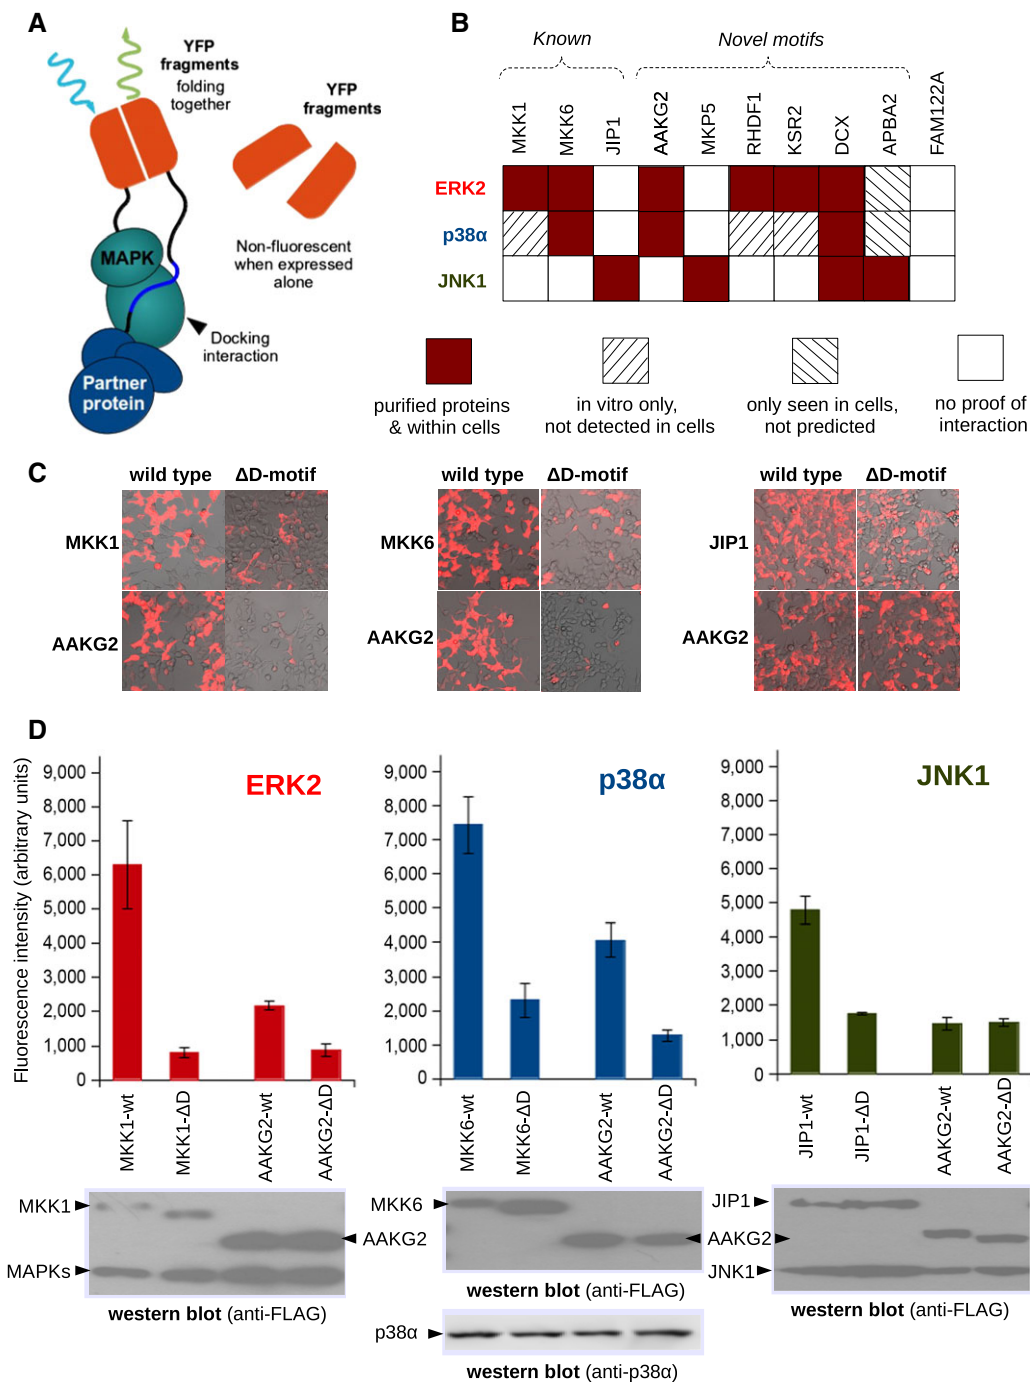 A
YFP
fragments
folding
together
YFP
fragments
MAPK
Non-fluorescent
when expressed
alone
Docking
interaction
Partner
protein
B
Known
Novel motifs
MKK1
MKK6
JIP1
AAKG2
MKP5
RHDF1
KSR2
DCX
APBA2
FAM122A
ERK2
p38α
JNK1
purified proteins
& within cells
in vitro only,
not detected in cells
only seen in cells,
not predicted
no proof of
interaction
C
wild type ΔD-motif
wild type ΔD-motif
wild type ΔD-motif
MKK1
MKK6
JIP1
AAKG2
AAKG2
AAKG2
D
Fluorescence intensity (arbitrary units)
ERK2
9,000
8,000
7,000
6,000
5,000
4,000
3,000
2,000
1,000
0
MKK1-wt
MKK1-ΔD
AAKG2-wt
AAKG2-ΔD
p38α
9,000
8,000
7,000
6,000
5,000
4,000
3,000
2,000
1,000
0
MKK6-wt
MKK6-ΔD
AAKG2-wt
AAKG2-ΔD
JNK1
9,000
8,000
7,000
6,000
5,000
4,000
3,000
2,000
1,000
0
JIP1-wt
JIP1-ΔD
AAKG2-wt
AAKG2-ΔD
MKK1
MAPKs
western blot (anti-FLAG)
MKK6
AAKG2
western blot (anti-FLAG)
p38α
western blot (anti-p38α)
JIP1
AAKG2
JNK1
western blot (anti-FLAG)